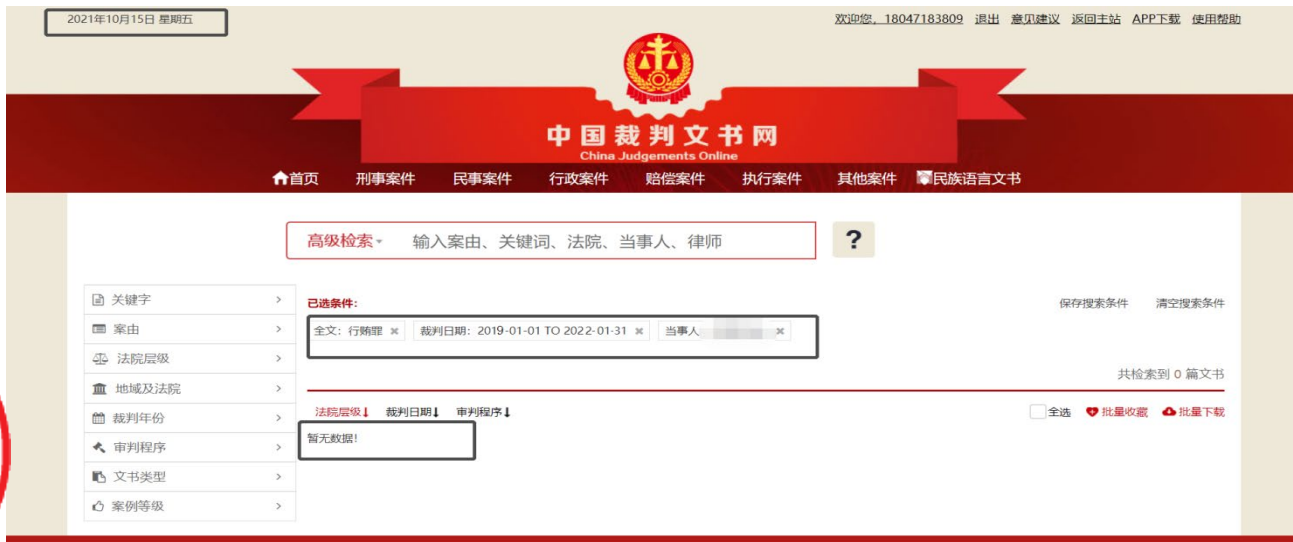 2021年10月15日 星期五
欢迎您，18047183809 退出 意见建议 返回主站 APP下载 使用帮助
中国裁判文书网
China Judgements Online
首页 刑事案件 民事案件 行政案件 赔偿案件 执行案件 其他案件 民族语言文书
高级检索 输入案由、关键词、法院、当事人、律师 ?
关键字
案由
法院层级
地域及法院
裁判年份
审判程序
文书类型
案例等级
已选条件:
保存搜索条件 清空搜索条件
全文：行贿罪 × 裁判日期：2019-01-01 TO 2022-01-31 × 当事人 ×
共检索到 0 篇文书
法院层级 裁判日期 审判程序
全选 批量收藏 批量下载
暂无数据!